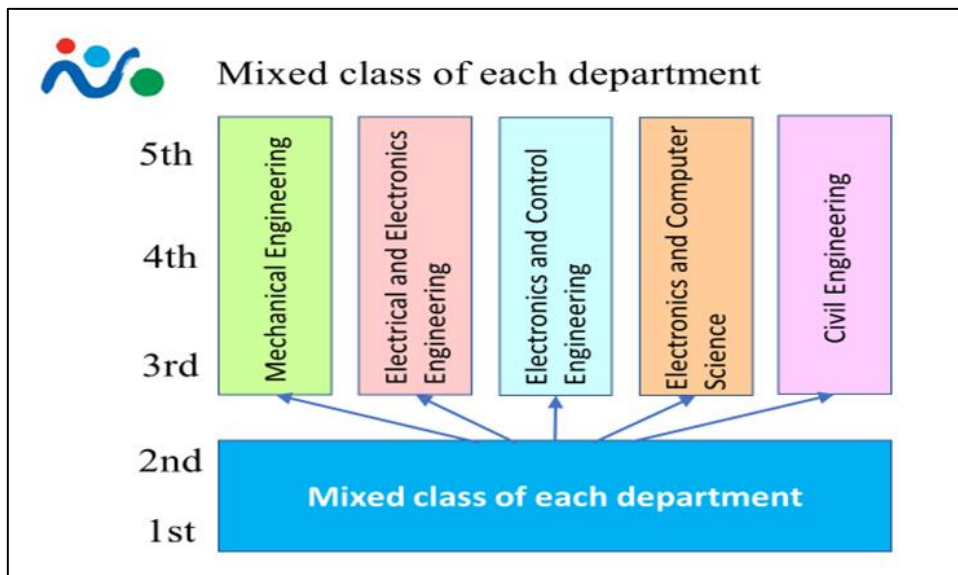 Mixed class of each department
5th
4th
3rd
2nd
1st
Mechanical Engineering
Electrical and Electronics
Engineering
Electronics and Control
Engineering
Electronics and Computer
Science
Civil Engineering
Mixed class of each department